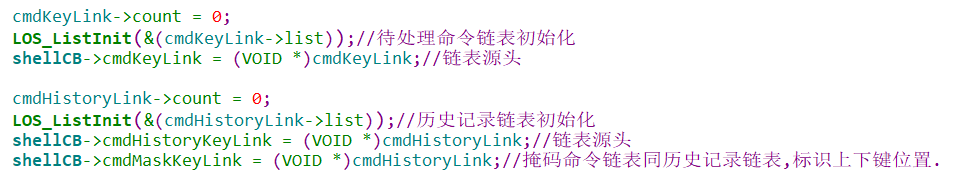 cmdKeyLink->count = 0;
LOS_ListInit(&(cmdKeyLink->list));//待处理命令链表初始化
shellCB->cmdKeyLink = (VOID *)cmdKeyLink;//链表源头
cmdHistoryLink->count = 0;
LOS_ListInit(&(cmdHistoryLink->list));//历史记录链表初始化
shellCB->cmdHistoryKeyLink = (VOID *)cmdHistoryLink;//链表源头
shellCB->cmdMaskKeyLink = (VOID *)cmdHistoryLink;//掩码命令链表同历史记录链表,标识上下键位置.